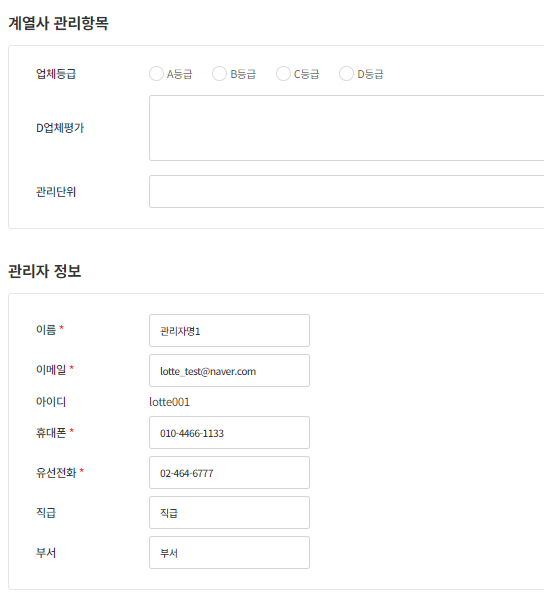 계열사 관리항목
업체등급 A등급 B등급 C등급 D등급
D업체평가
관리단위
관리자 정보
이름 * 관리자명1
이메일 * lotte_test@naver.com
아이디 lotte001
휴대폰 * 010-4466-1133
유선전화 * 02-464-6777
직급 직급
부서 부서